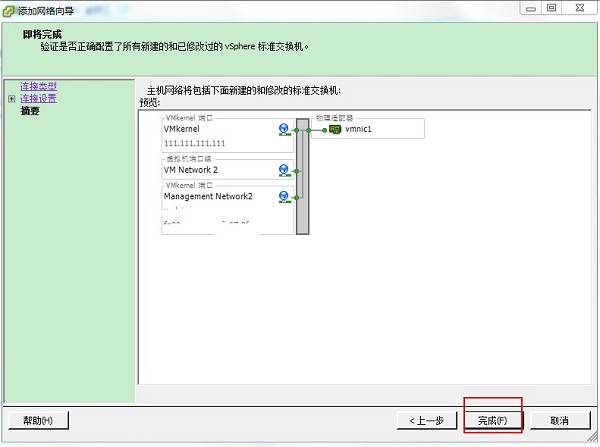 添加网络向导
即将完成
验证是否正确配置了所有新建的和已修改过的 vSphere 标准交换机。
连接类型
连接设置
摘要
主机网络将包括下面新建的和修改的标准交换机:
预览:
VMkernel 端口
VMkernel
111.111.111.111
虚拟机端口组
VM Network 2
VMkernel 端口
Management Network2
物理适配器
vmnic1
帮助(H)
< 上一步
完成(F)
取消